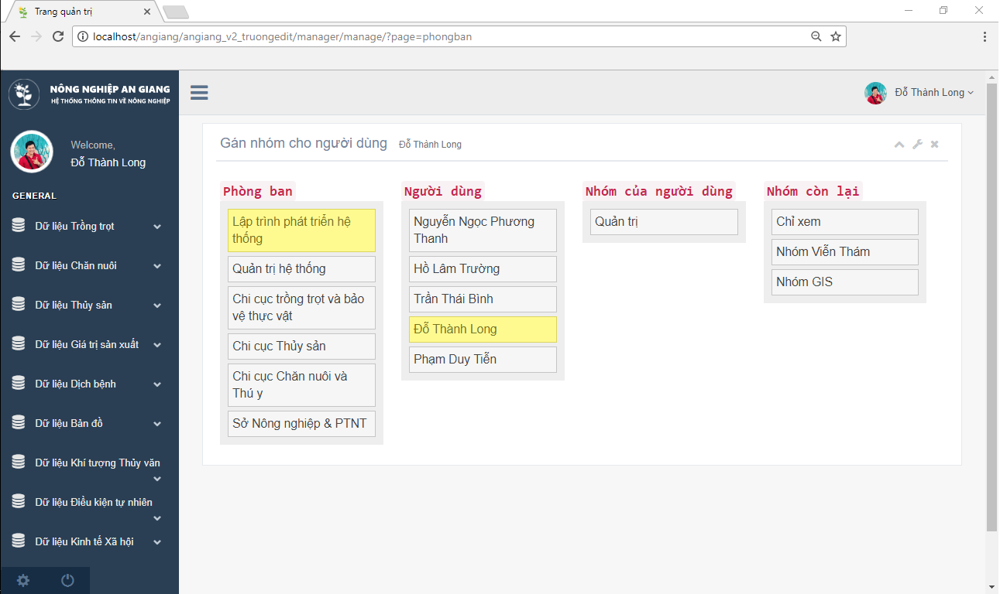 Trang quản trị
localhost/angiang/angiang_v2_truongedit/manager/manage/?page=phongban
NÔNG NGHIỆP AN GIANG
HỆ THỐNG THÔNG TIN VỀ NÔNG NGHIỆP
Đỗ Thành Long
Welcome,
Đỗ Thành Long
GENERAL
Dữ liệu Trồng trọt
Dữ liệu Chăn nuôi
Dữ liệu Thủy sản
Dữ liệu Giá trị sản xuất
Dữ liệu Dịch bệnh
Dữ liệu Bản đồ
Dữ liệu Khí tượng Thủy văn
Dữ liệu Điều kiện tự nhiên
Dữ liệu Kinh tế Xã hội
Gán nhóm cho người dùng Đỗ Thành Long
Phòng ban
Lập trình phát triển hệ
thống
Quản trị hệ thống
Chi cục trồng trọt và bảo
vệ thực vật
Chi cục Thủy sản
Chi cục Chăn nuôi và
Thú y
Sở Nông nghiệp & PTNT
Người dùng
Nguyễn Ngọc Phương
Thanh
Hồ Lâm Trường
Trần Thái Bình
Đỗ Thành Long
Phạm Duy Tiễn
Nhóm của người dùng
Quản trị
Nhóm còn lại
Chỉ xem
Nhóm Viễn Thám
Nhóm GIS